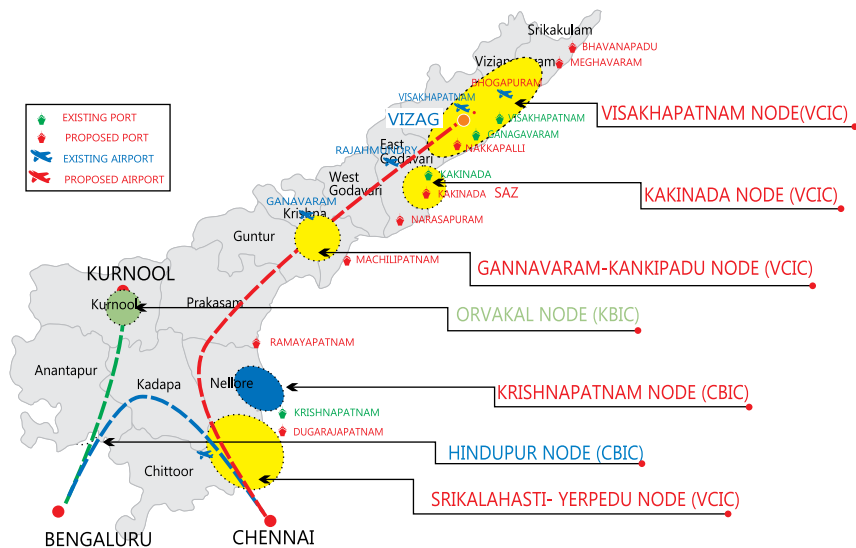 Srikakulam
BHAVANAPADU
MEGHAVARAM
BHOGAPURAM
VISAKHAPATNAM
VIZAG
VISAKHAPATNAM
GANAGAVARAM
NAKKAPALLI
VISAKHAPATNAM NODE(VCIC)
EXISTING PORT
PROPOSED PORT
EXISTING AIRPORT
PROPOSED AIRPORT
East
Godavari
RAJAHMUNDRY
West
Godavari
KAKINADA
KAKINADA SAZ
KAKINADA NODE (VCIC)
NARASAPURAM
GANAVARAM
Krishna
Guntur
MACHILIPATNAM
GANNAVARAM-KANKIPADU NODE (VCIC)
KURNOOL
Kurnool
Prakasam
ORVAKAL NODE (KBIC)
RAMAYAPATNAM
Anantapur
Kadapa
Nellore
KRISHNAPATNAM NODE (CBIC)
KRISHNAPATNAM
DUGARAJAPATNAM
HINDUPUR NODE (CBIC)
Chittoor
SRIKALAHASTI- YERPEDU NODE (VCIC)
BENGALURU
CHENNAI